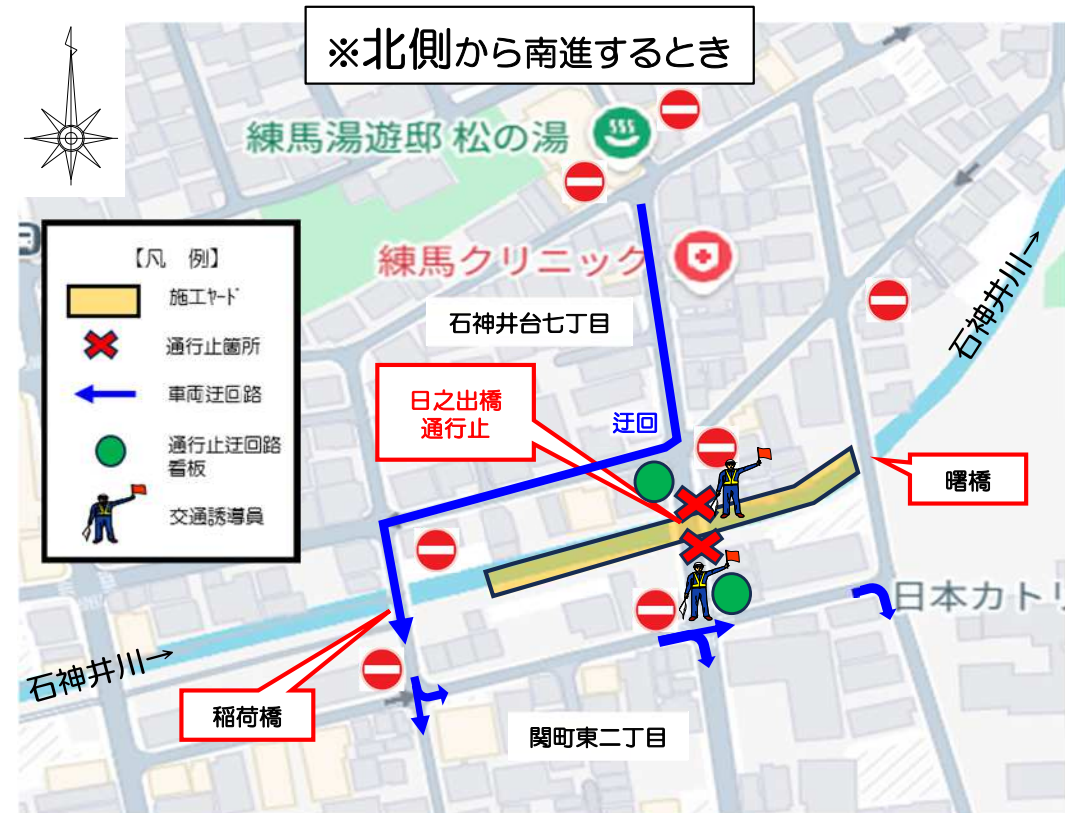 ※北側から南進するとき
練馬湯遊邸 松の湯
練馬クリニック
【凡 例】
施工ヤード
通行止箇所
車両迂回路
通行止迂回路
看板
交通誘導員
石神井台七丁目
石神井川→
日之出橋
通行止
迂回
曙橋
日本カトリ
石神井川→
稲荷橋
関町東二丁目